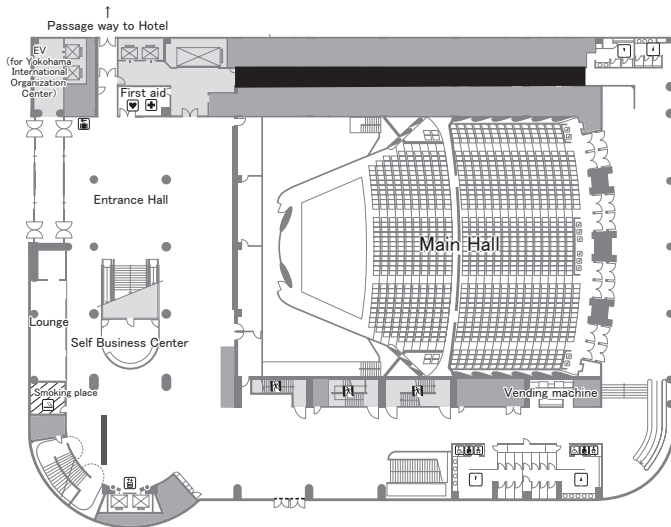 ↑
Passage way to Hotel
EV
(for Yokohama
International
Organization
Center)
First aid
Entrance Hall
Main Hall
Lounge
Self Business Center
Smoking place
Vending machine